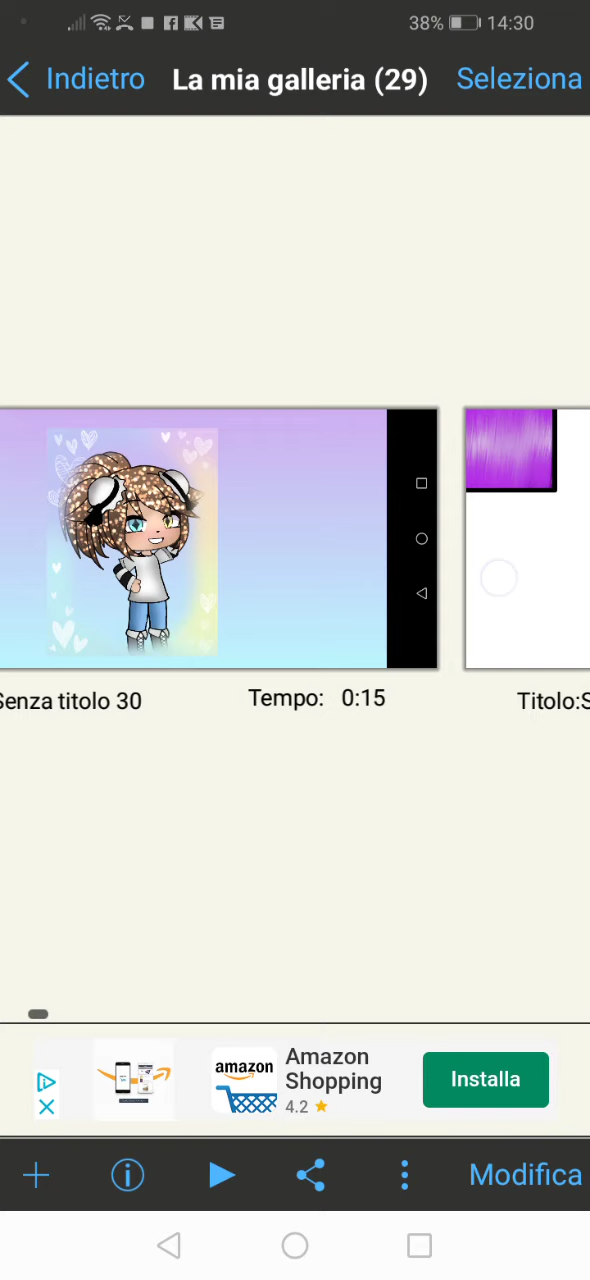 38% 14:30
Indietro La mia galleria (29) Seleziona
Senza titolo 30 Tempo: 0:15 Titolo:S
amazon
Amazon
Shopping
4.2
Installa
Modifica